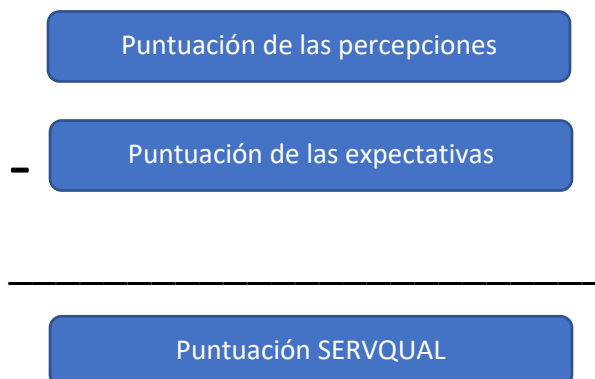 Puntuación de las percepciones
- Puntuación de las expectativas
Puntuación SERVQUAL